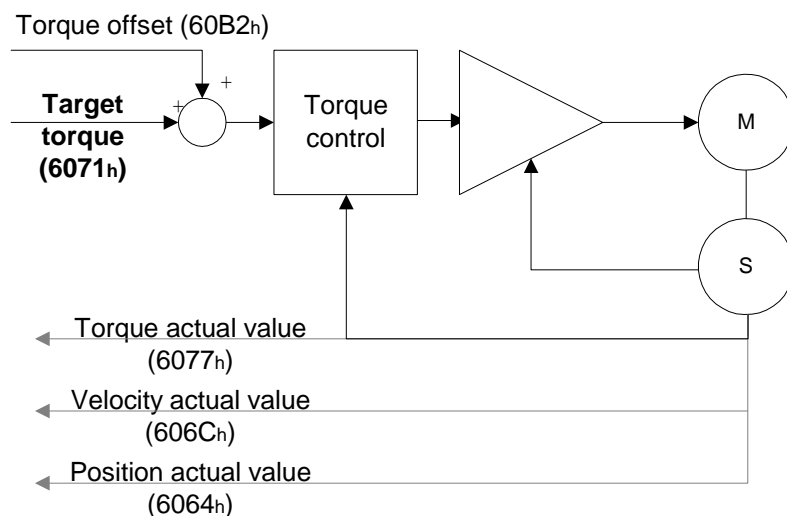 Torque offset (60B2h)
+
+
Target
torque
(6071h)
Torque
control
M
S
Torque actual value
(6077h)
Velocity actual value
(606Ch)
Position actual value
(6064h)